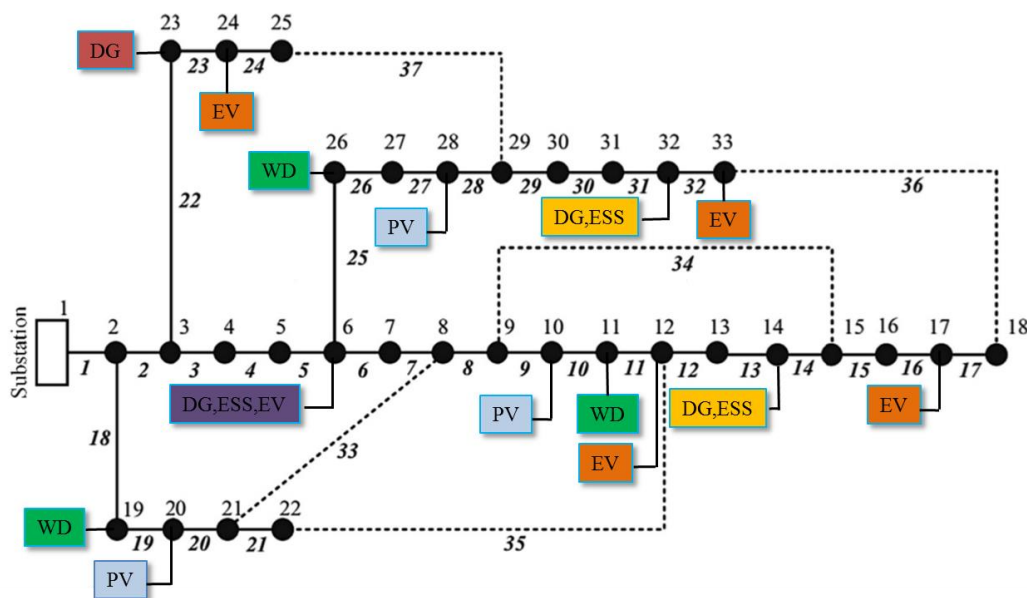 23 24 25
DG
23 24 37
EV
26 27 28 29 30 31 32 33
WD
26 27 28 29 30 31 32 36
22
PV DG,ESS EV
25
34
Substation
1 2 3 4 5 6 7 8 9 10 11 12 13 14 15 16 17 18
1 2 3 4 5 6 7 8 9 10 11 12 13 14 15 16 17
DG,ESS,EV PV WD DG,ESS EV
EV
18 33
19 20 21 22
WD
19 20 21 35
PV